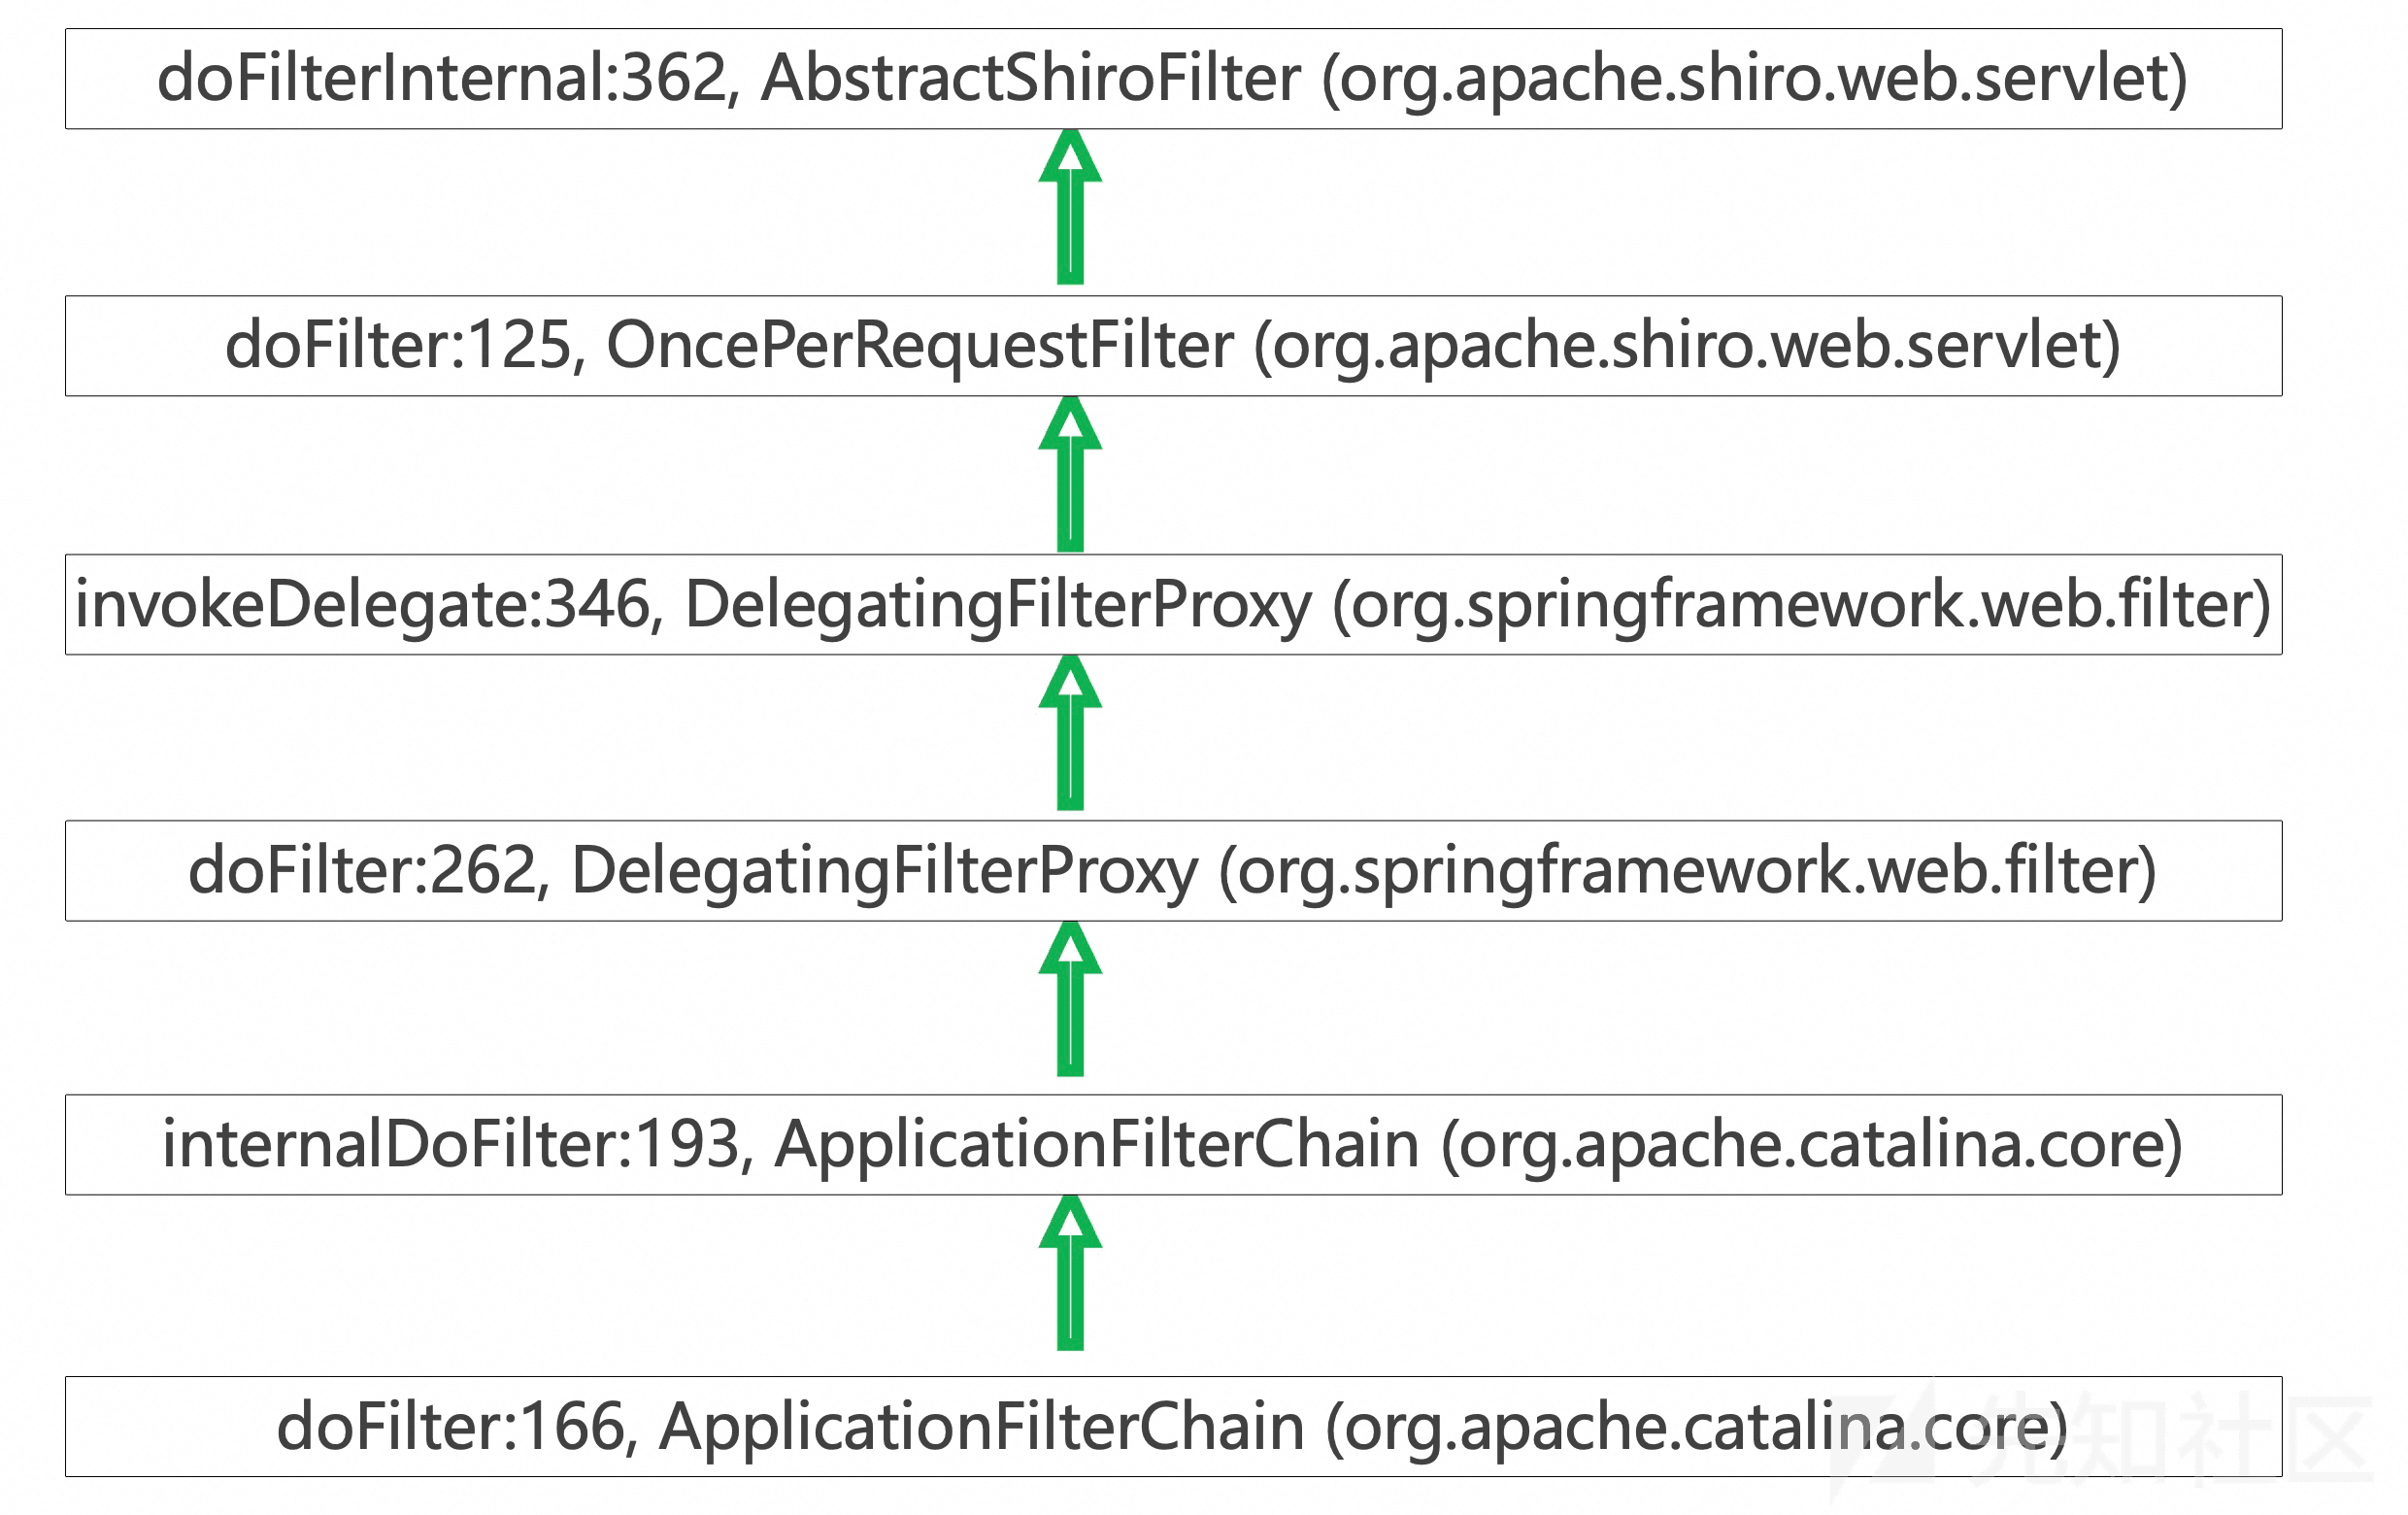 doFilterInternal:362, AbstractShiroFilter (org.apache.shiro.web.servlet)
doFilter:125, OncePerRequestFilter (org.apache.shiro.web.servlet)
invokeDelegate:346, DelegatingFilterProxy (org.springframework.web.filter)
doFilter:262, DelegatingFilterProxy (org.springframework.web.filter)
internalDoFilter:193, ApplicationFilterChain (org.apache.catalina.core)
doFilter:166, ApplicationFilterChain (org.apache.catalina.core)
先知社区